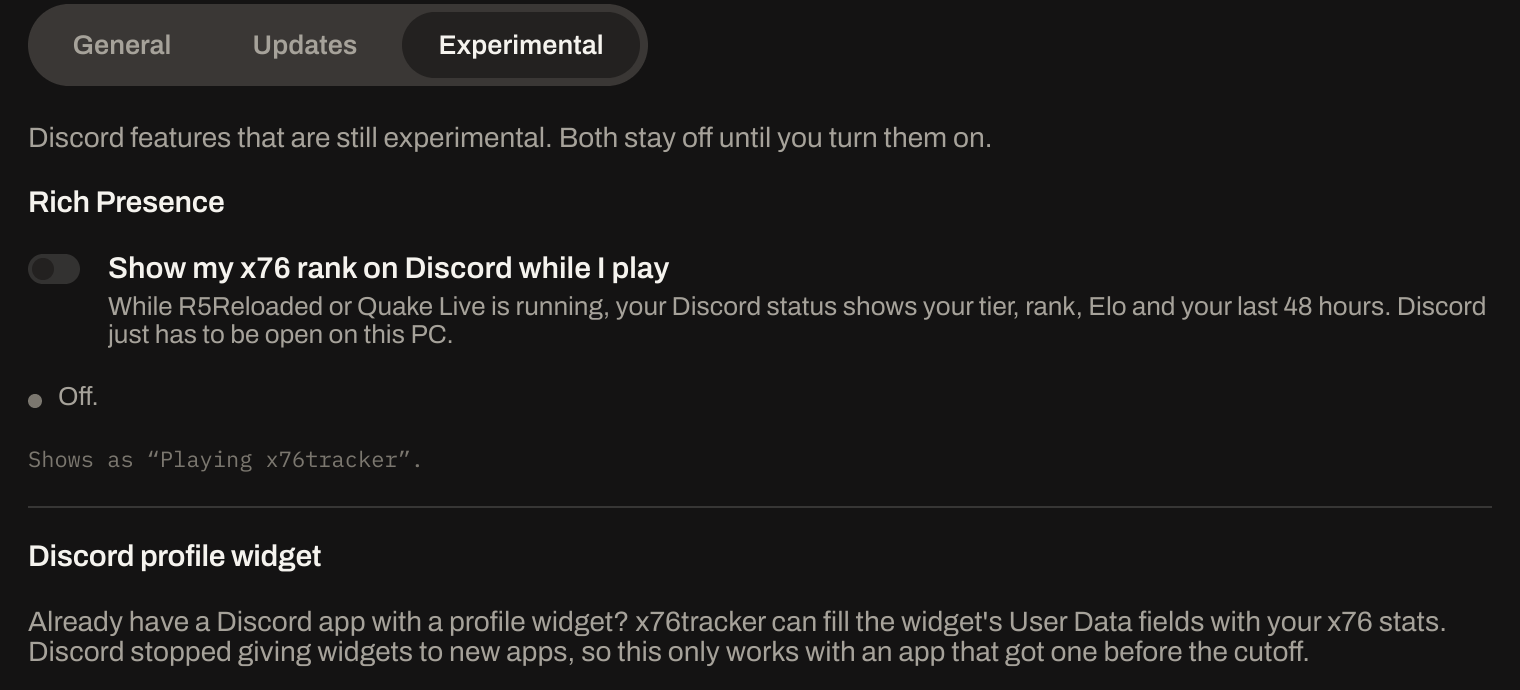 General Updates Experimental
Discord features that are still experimental. Both stay off until you turn them on.
Rich Presence
Show my x76 rank on Discord while I play
While R5Reloaded or Quake Live is running, your Discord status shows your tier, rank, Elo and your last 48 hours. Discord
just has to be open on this PC.
Off.
Shows as “Playing x76tracker”.
Discord profile widget
Already have a Discord app with a profile widget? x76tracker can fill the widget's User Data fields with your x76 stats.
Discord stopped giving widgets to new apps, so this only works with an app that got one before the cutoff.